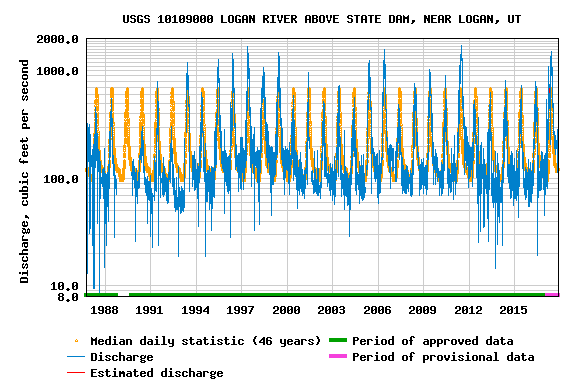 USGS 10109000 LOGAN RIVER ABOVE STATE DAM, NEAR LOGAN, UT
Discharge, cubic feet per second
2000.0
1000.0
100.0
10.0
8.0
1988 1991 1994 1997 2000 2003 2006 2009 2012 2015
Median daily statistic (46 years) Period of approved data
Discharge Period of provisional data
Estimated discharge